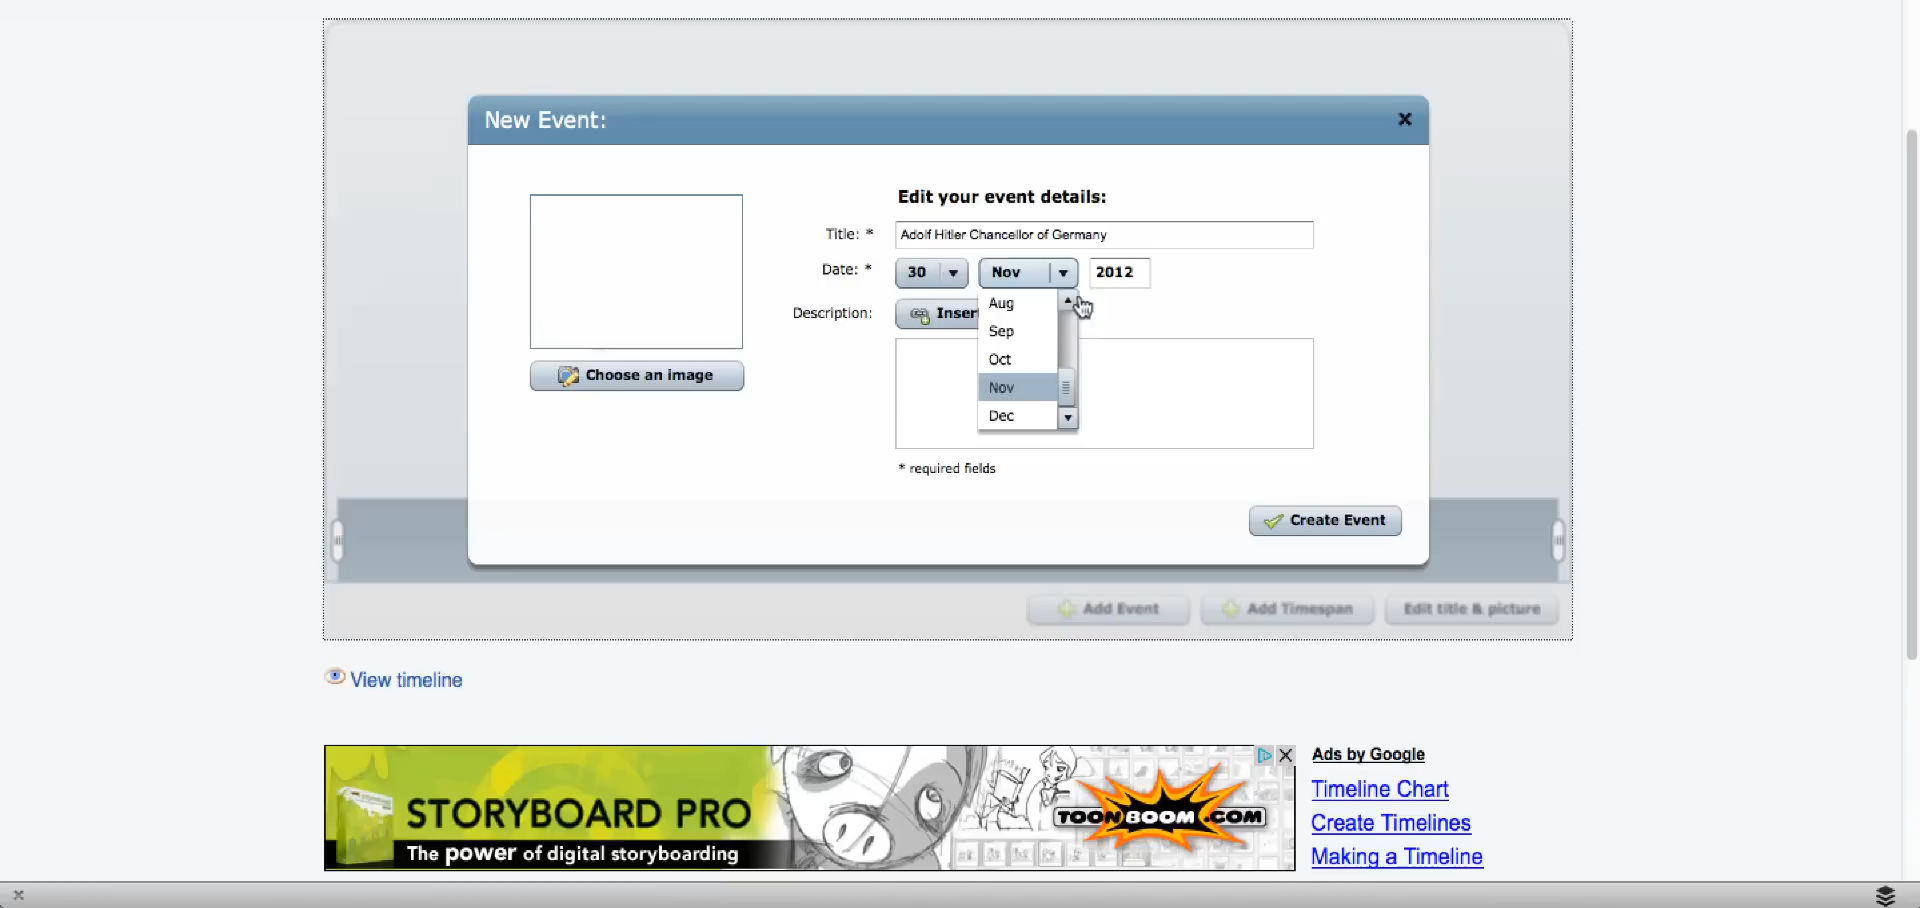 New Event:
Edit your event details:
Title: *
Adolf Hitler Chancellor of Germany
Date: *
30
Nov
2012
Aug
Sep
Oct
Nov
Dec
Description:
Inser
Choose an image
* required fields
Create Event
Add Event
Add Timespan
Edit title & picture
View timeline
STORYBOARD PRO
The power of digital storyboarding
TOONBOOM.COM
Ads by Google
Timeline Chart
Create Timelines
Making a Timeline